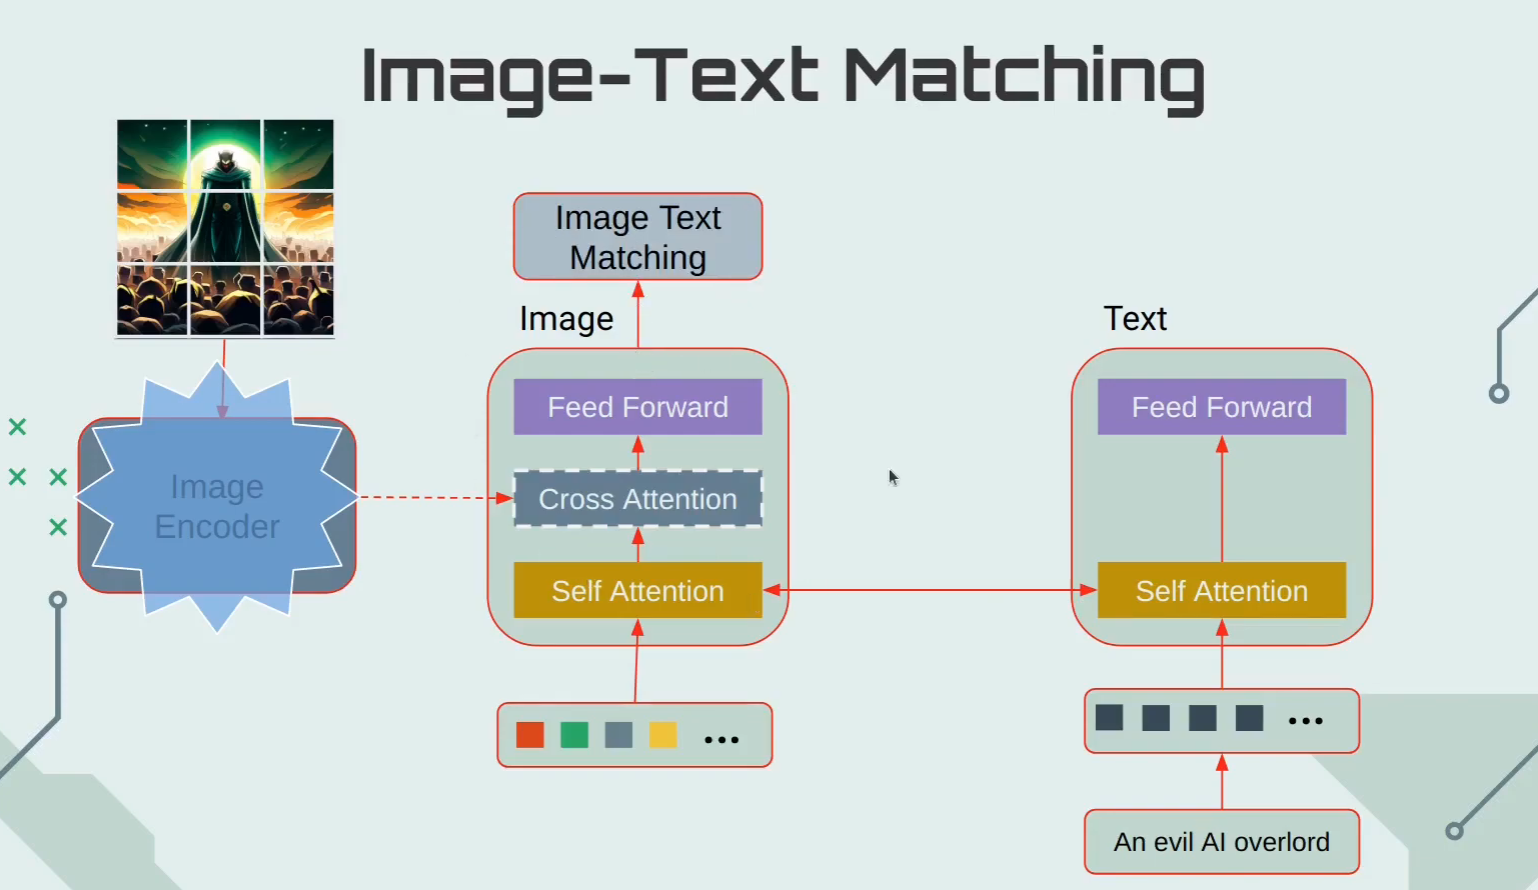 Image-Text Matching
Image Text
Matching
Image
Text
Feed Forward
Feed Forward
Image
Encoder
Cross Attention
Self Attention
Self Attention
...
...
An evil AI overlord